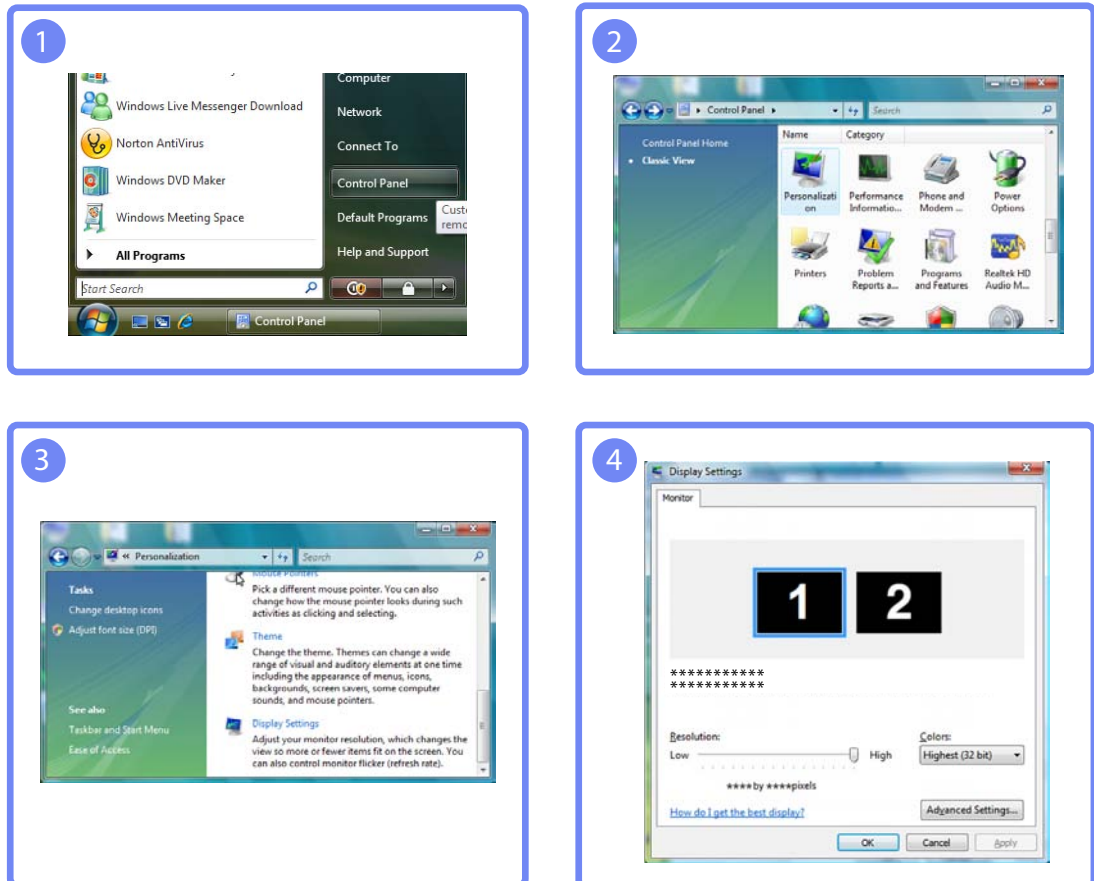 1
Computer
Windows Live Messenger Download
Network
Norton AntiVirus
Connect To
Windows DVD Maker
Control Panel
Windows Meeting Space
Default Programs
Custo
remo
All Programs
Help and Support
Start Search
Control Panel
2
Control Panel
Search
Control Panel Home
Classic View
Name Category
Personalizati
on
Performance
Informatio...
Phone and
Modem ...
Power
Options
Printers
Problem
Reports a...
Programs
and Features
Realtek HD
Audio M...
3
« Personalization
Search
Tasks
Change desktop icons
Adjust font size (DPI)
See also
Taskbar and Start Menu
Ease of Access
Mouse Pointers
Pick a different mouse pointer. You can also
change how the mouse pointer looks during such
activities as clicking and selecting.
Theme
Change the theme. Themes can change a wide
range of visual and auditory elements at one time
including the appearance of menus, icons,
backgrounds, screen savers, some computer
sounds, and mouse pointers.
Display Settings
Adjust your monitor resolution, which changes the
view so more or fewer items fit on the screen. You
can also control monitor flicker (refresh rate).
4
Display Settings
Monitor
1 2
***********
***********
Resolution:
Low High
****by ****pixels
Colors:
Highest (32 bit)
How do I get the best display?
Advanced Settings...
OK Cancel Apply